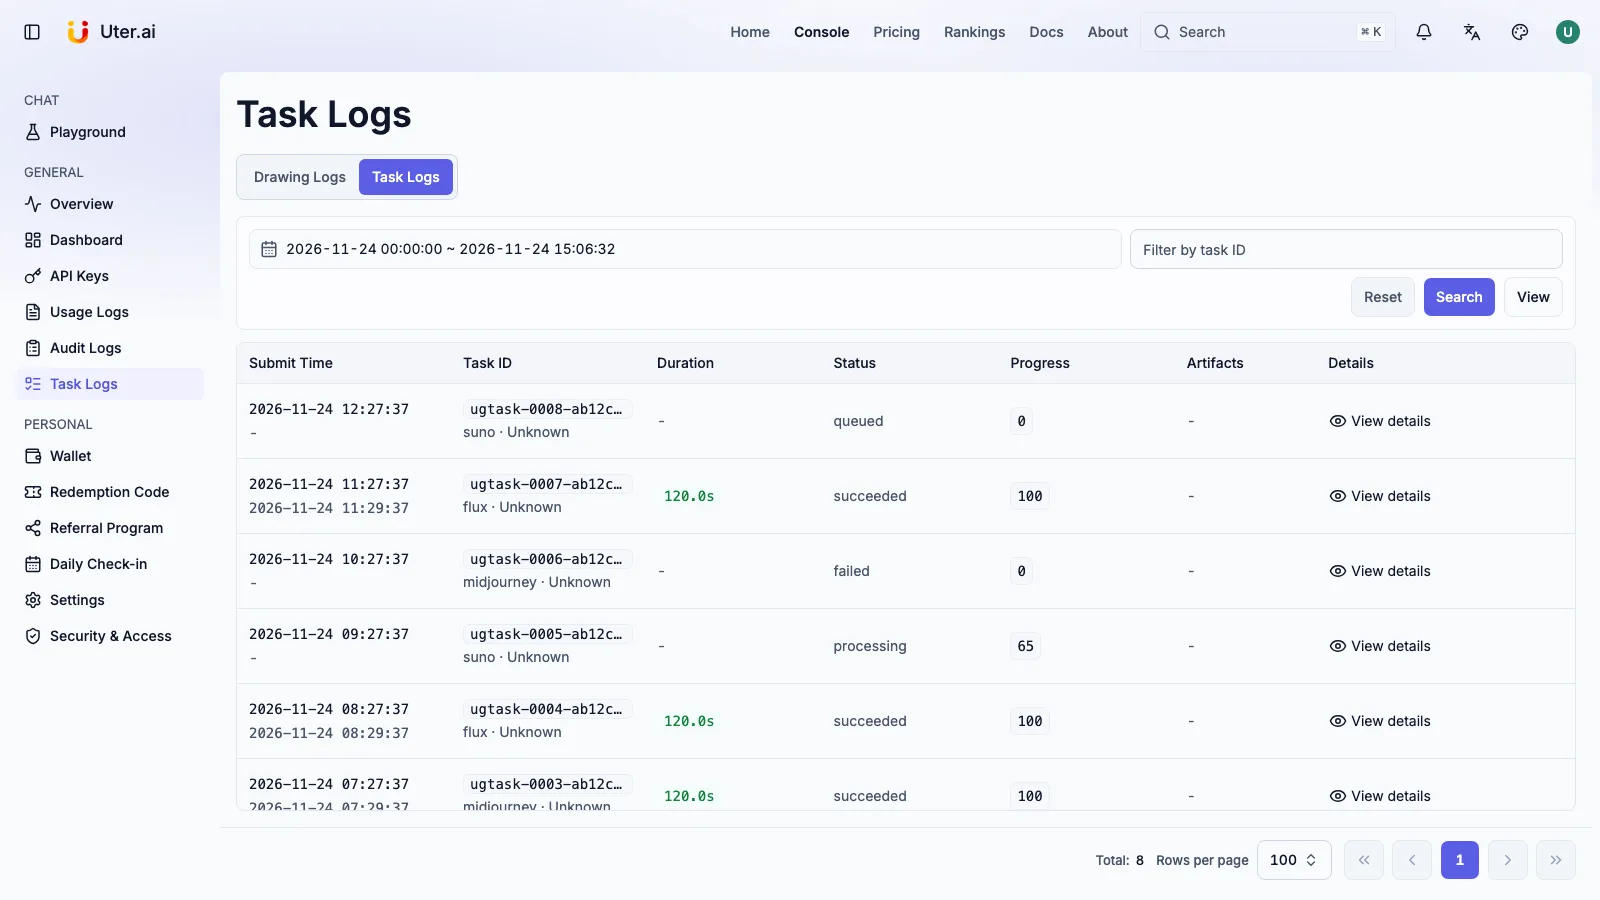 Uter.ai
Home Console Pricing Rankings Docs About Search ⌘ K U
CHAT
Playground
GENERAL
Overview
Dashboard
API Keys
Usage Logs
Audit Logs
Task Logs
PERSONAL
Wallet
Redemption Code
Referral Program
Daily Check-in
Settings
Security & Access
Task Logs
Drawing Logs Task Logs
2026-11-24 00:00:00 ~ 2026-11-24 15:06:32 Filter by task ID
Reset Search View
Submit Time Task ID Duration Status Progress Artifacts Details
2026-11-24 12:27:37 ugtask-0008-ab12c…
- suno · Unknown - queued 0 - View details
2026-11-24 11:27:37 ugtask-0007-ab12c…
2026-11-24 11:29:37 flux · Unknown 120.0s succeeded 100 - View details
2026-11-24 10:27:37 ugtask-0006-ab12c…
- midjourney · Unknown - failed 0 - View details
2026-11-24 09:27:37 ugtask-0005-ab12c…
- suno · Unknown - processing 65 - View details
2026-11-24 08:27:37 ugtask-0004-ab12c…
2026-11-24 08:29:37 flux · Unknown 120.0s succeeded 100 - View details
2026-11-24 07:27:37 ugtask-0003-ab12c…
2026-11-24 07:29:37 midjourney · Unknown 120.0s succeeded 100 - View details
Total: 8 Rows per page 100 « ‹ 1 › »